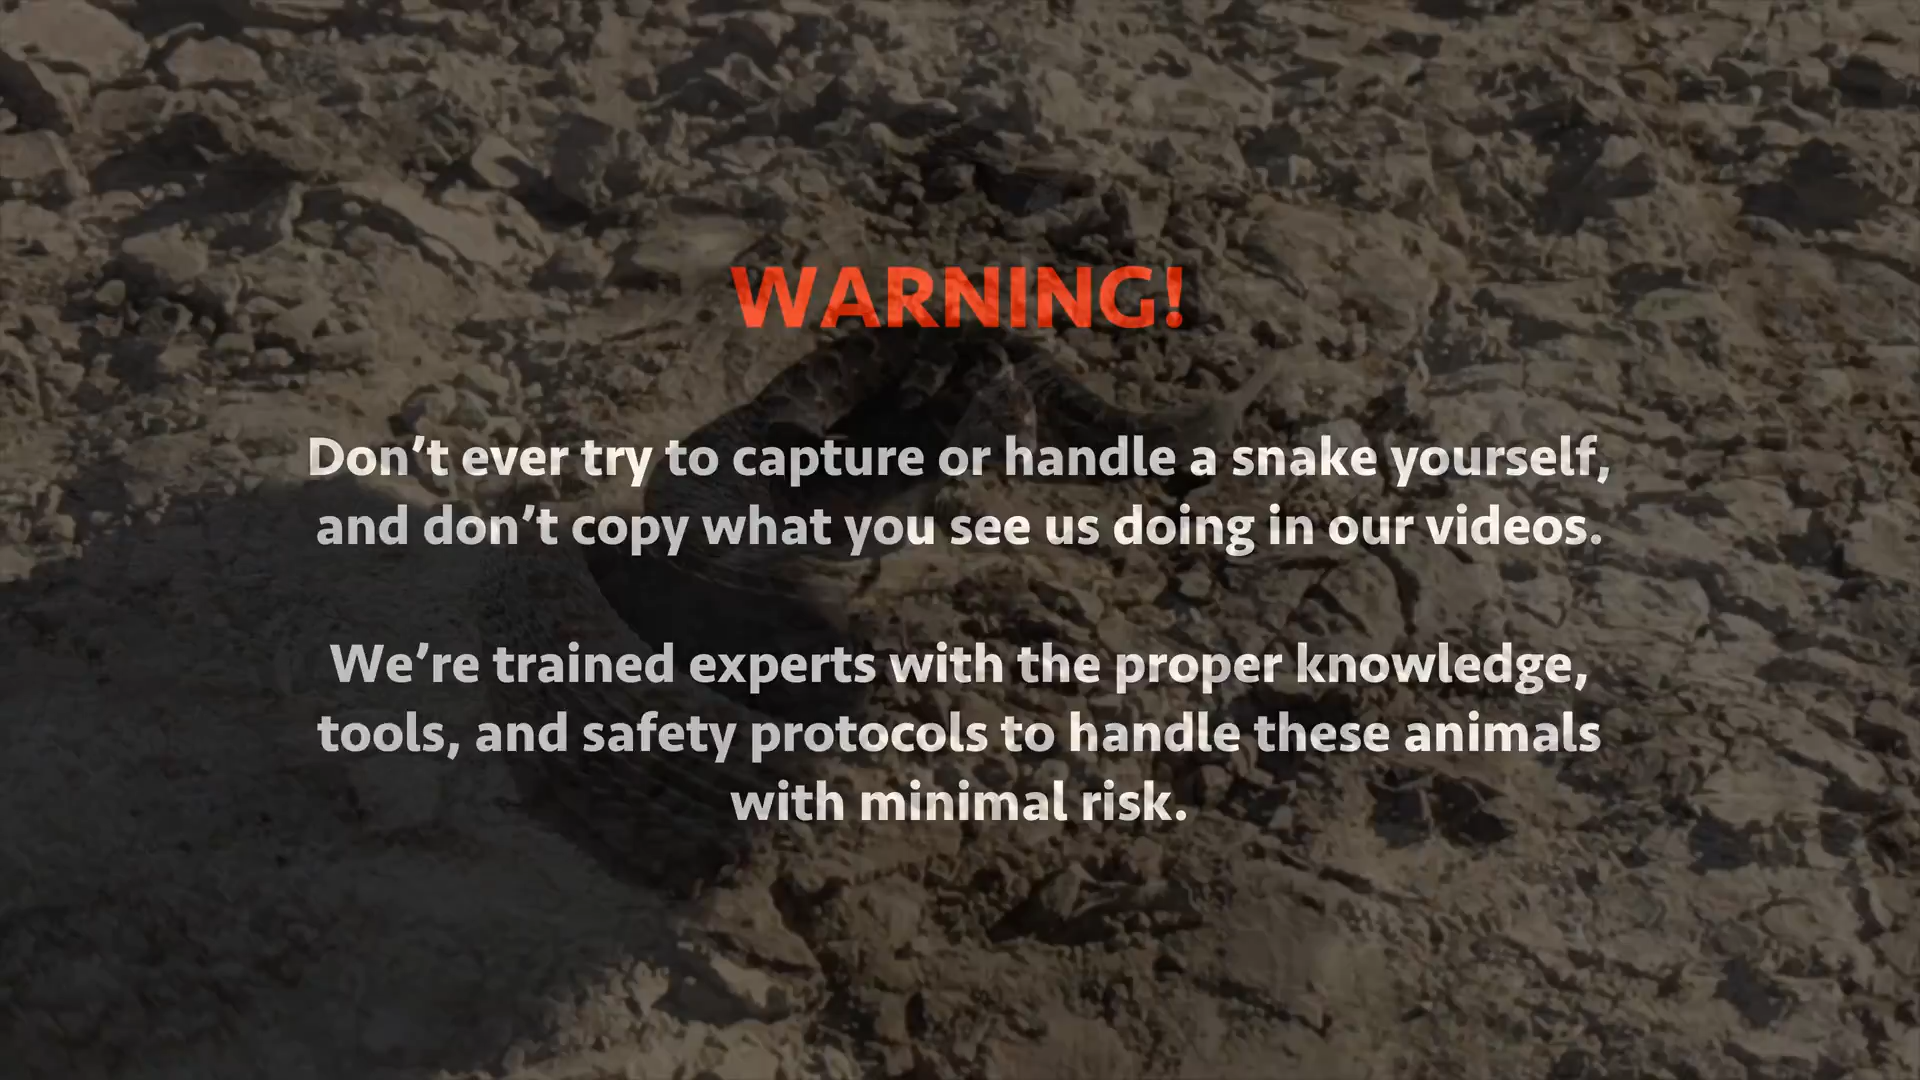 WARNING!
Don’t ever try to capture or handle a snake yourself,
and don’t copy what you see us doing in our videos.
We’re trained experts with the proper knowledge,
tools, and safety protocols to handle these animals
with minimal risk.